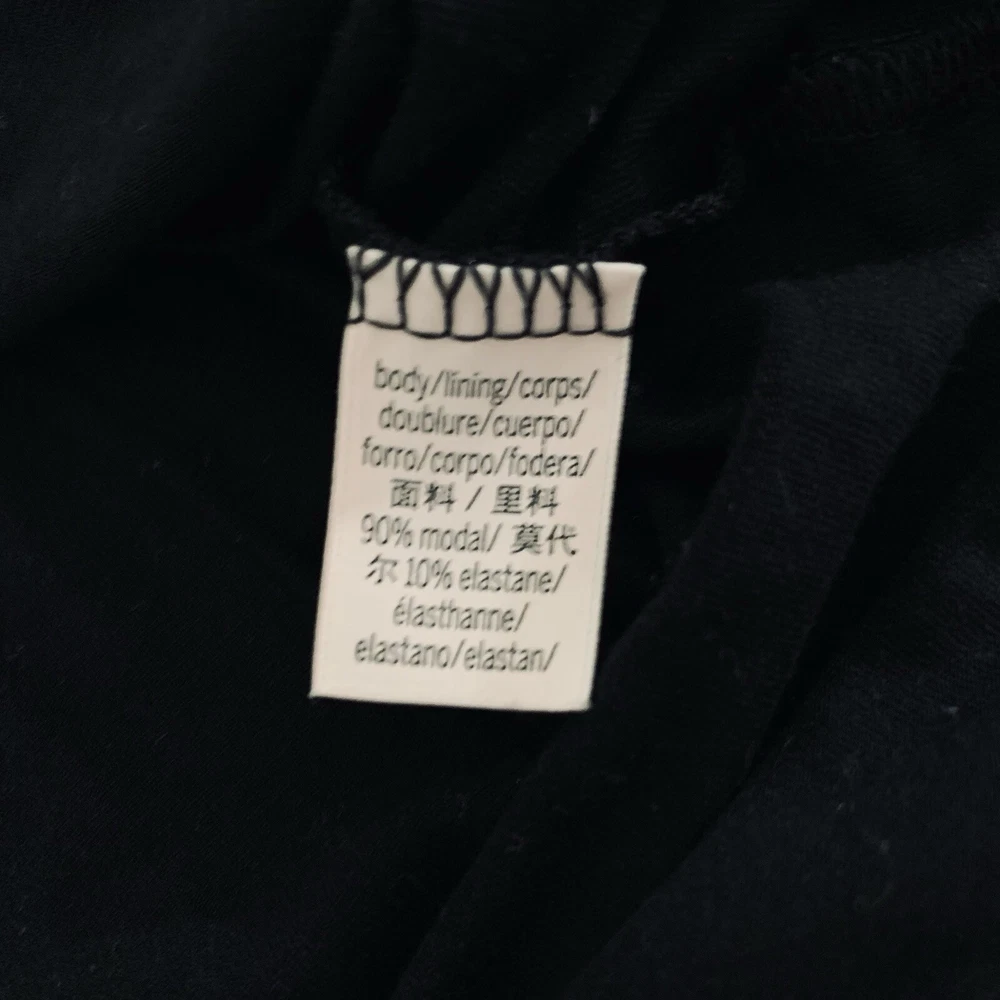 body/lining/corps/
doublure/cuerpo/
forro/corpo/fodera/
面料 / 里料
90% modal/ 莫代
尔 10% elastane/
élasthanne/
elastano/elastan/